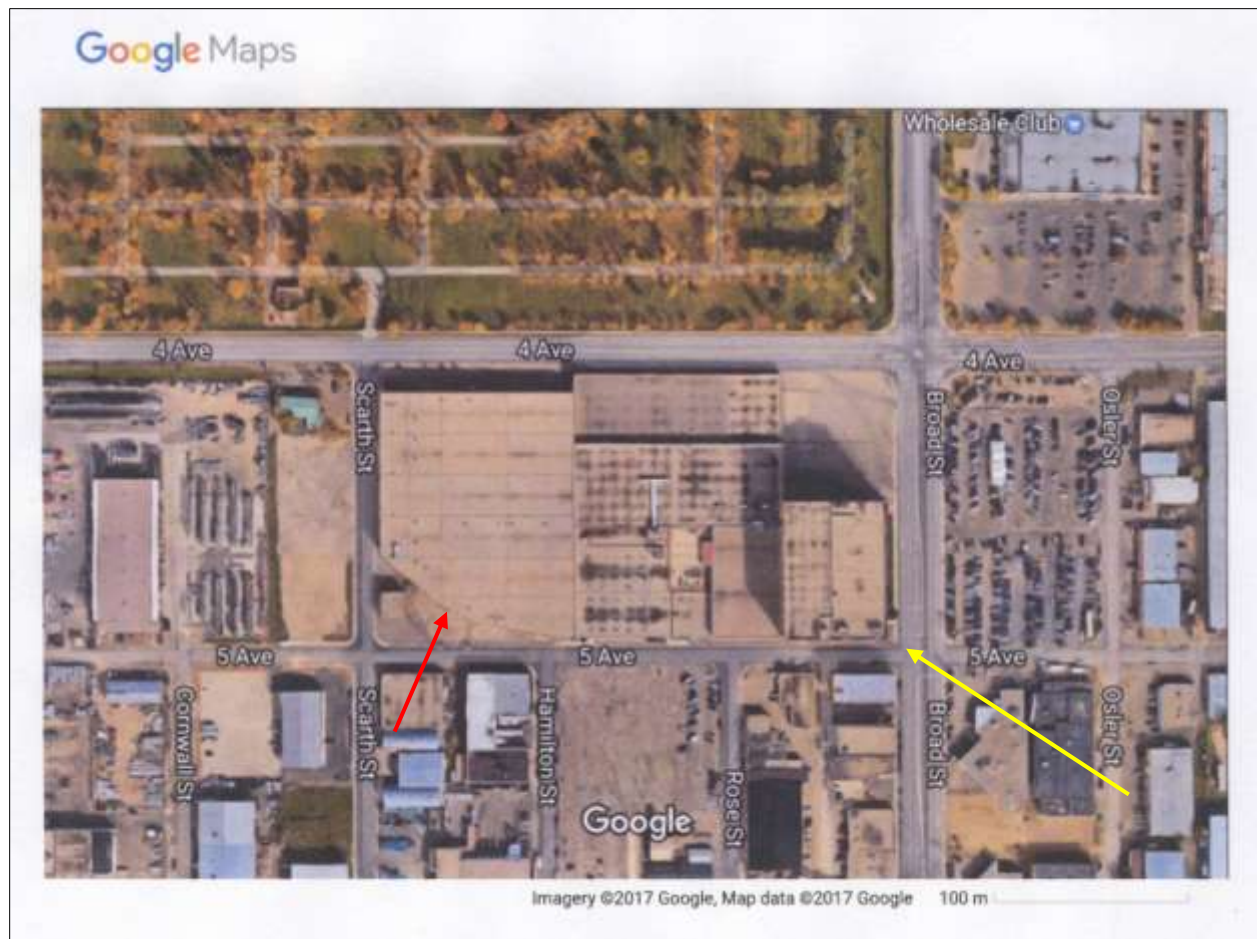 Google Maps
Wholesale Club
4 Ave
4 Ave
4 Ave
Scarth St
Broad St
Osler St
5 Ave
5 Ave
5 Ave
Cornwall St
Scarth St
Hamilton St
Rose St
Broad St
Osler St
Google
Imagery ©2017 Google, Map data ©2017 Google 100 m